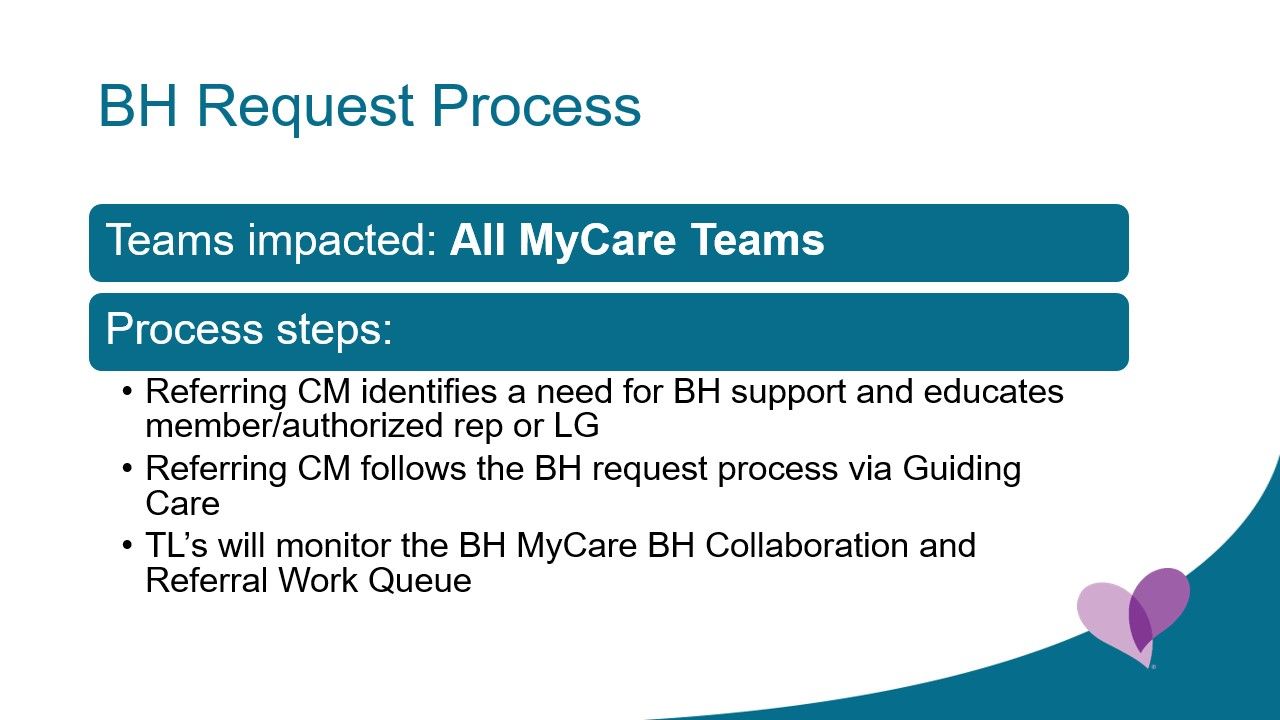 BH Request Process
Teams impacted: All MyCare Teams
Process steps:
• Referring CM identifies a need for BH support and educates
member/authorized rep or LG
• Referring CM follows the BH request process via Guiding
Care
• TL’s will monitor the BH MyCare BH Collaboration and
Referral Work Queue
®